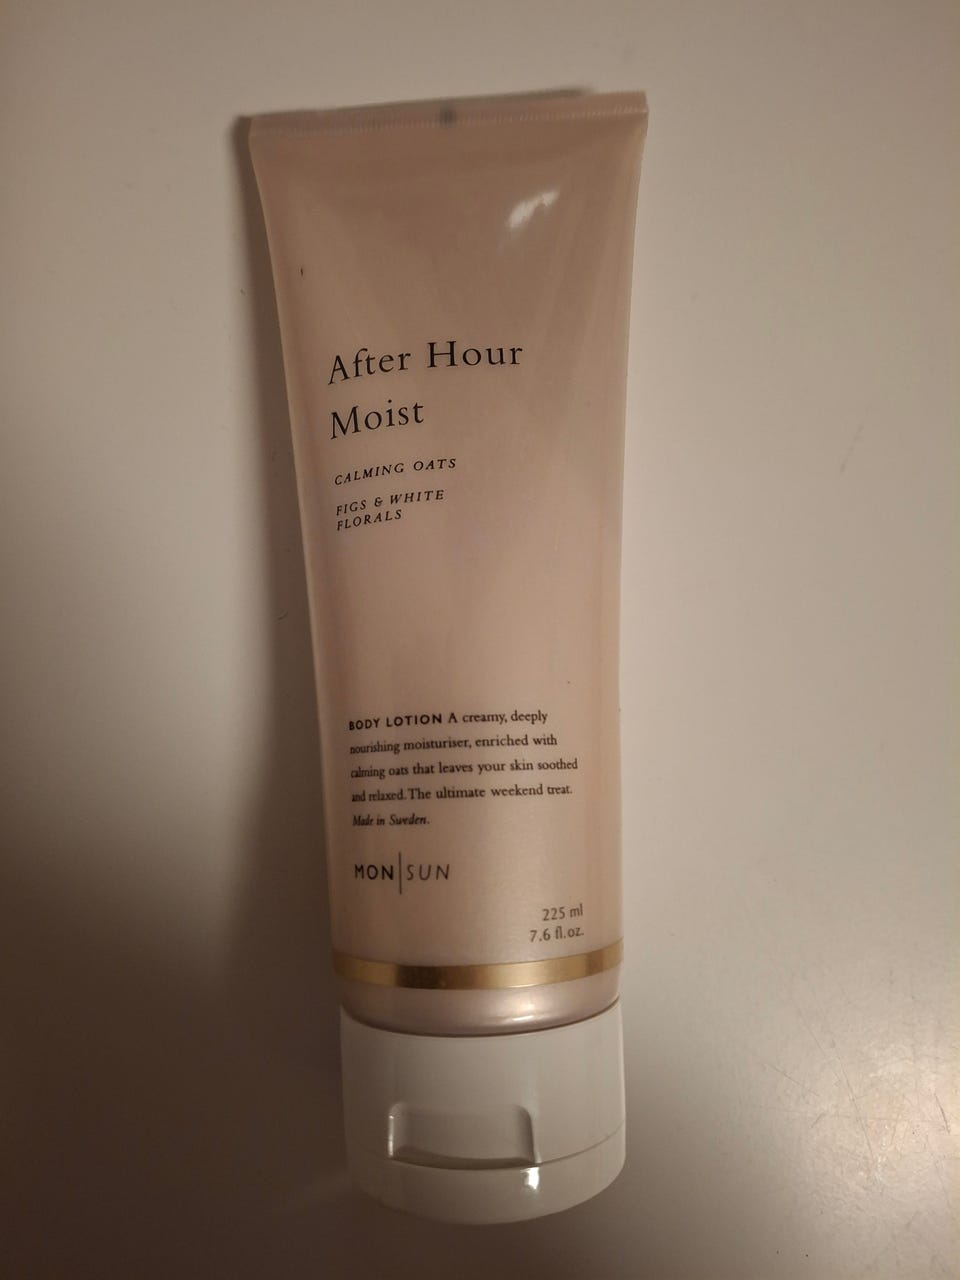 After Hour
Moist
CALMING OATS
FIGS & WHITE
FLORALS
BODY LOTION A creamy, deeply
nourishing moisturiser, enriched with
calming oats that leaves your skin soothed
and relaxed. The ultimate weekend treat.
Made in Sweden.
MON|SUN
225 ml
7.6 fl.oz.